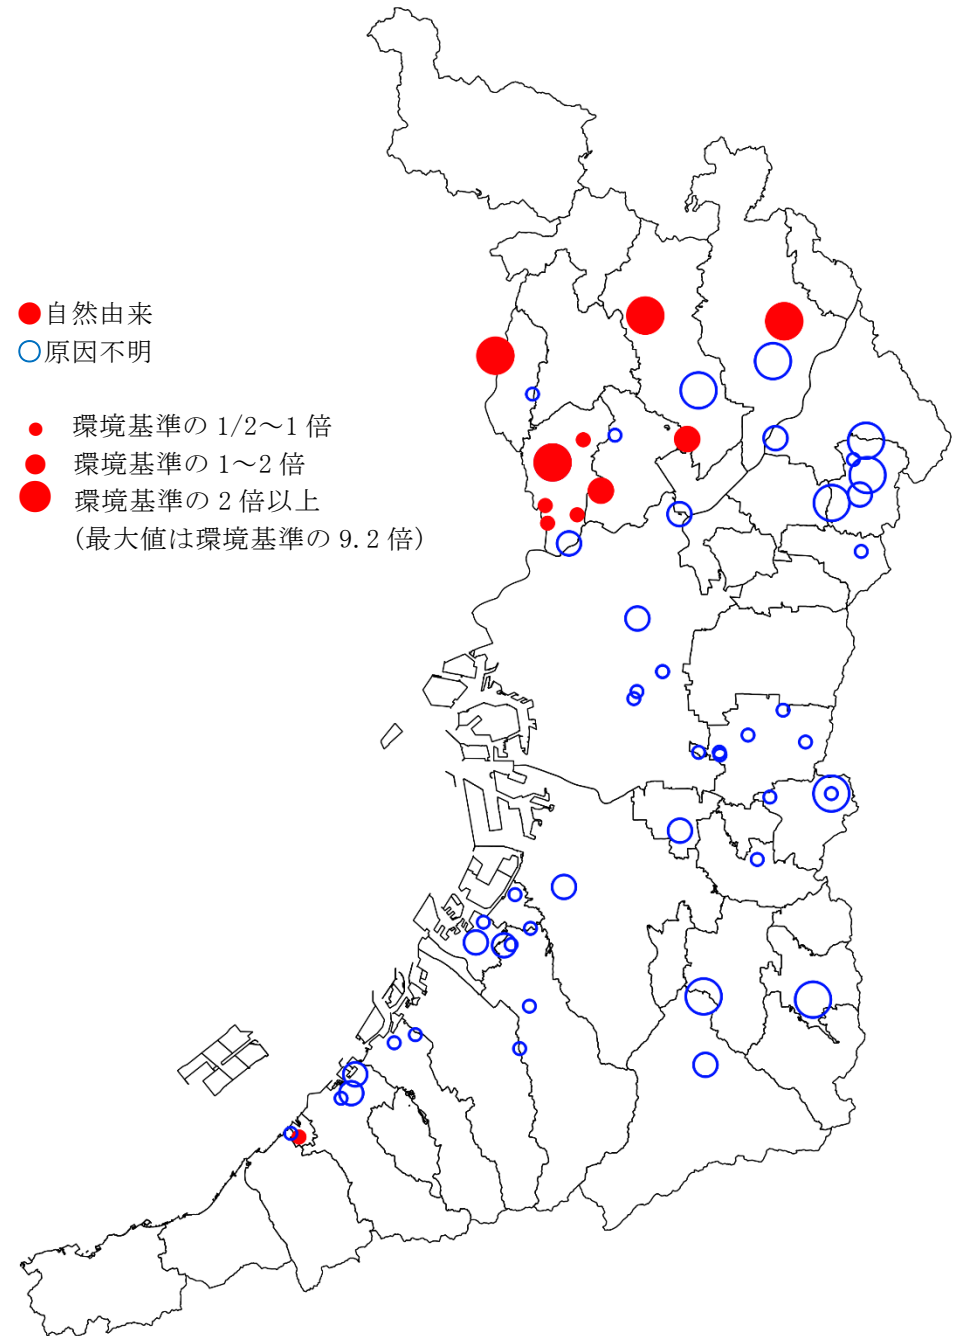 自然由来
原因不明
環境基準の 1/2～1 倍
環境基準の 1～2 倍
環境基準の 2 倍以上
(最大値は環境基準の 9.2 倍)